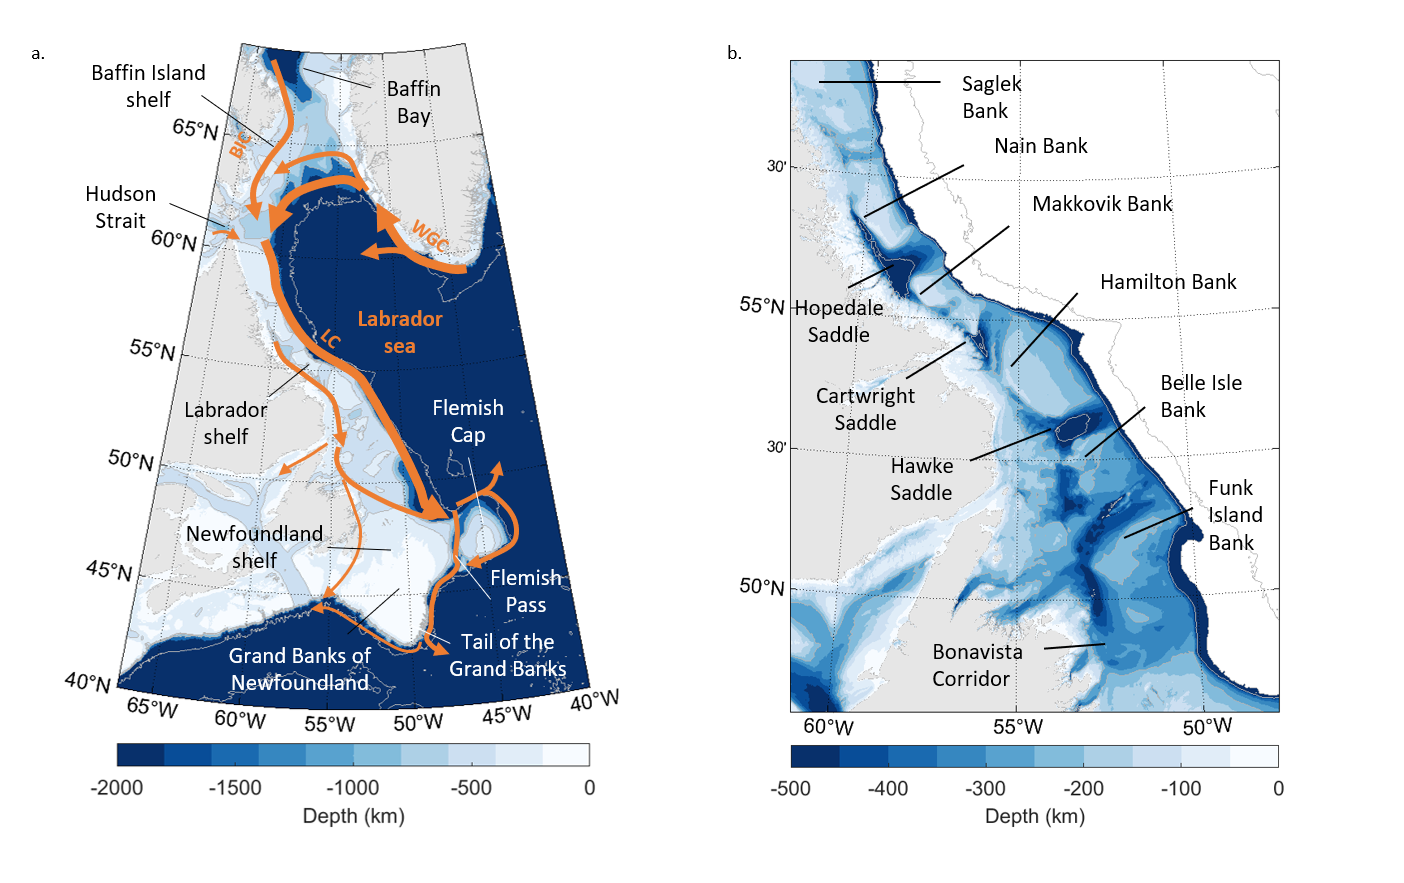 a.
Baffin Island
shelf
Baffin
Bay
65°N
BIC
Hudson
Strait
60°N
WGC
Labrador
sea
LC
55°N
Labrador
shelf
Flemish
Cap
50°N
Newfoundland
shelf
45°N
Flemish
Pass
Tail of the
Grand Banks
Grand Banks of
Newfoundland
40°N
65°W
60°W
55°W
50°W
45°W
40°W
-2000
-1500
-1000
-500
0
Depth (km)
b.
Saglek
Bank
Nain Bank
30'
Makkovik Bank
Hamilton Bank
55°N
Hopedale
Saddle
Cartwright
Saddle
Belle Isle
Bank
30'
Hawke
Saddle
Funk
Island
Bank
50°N
Bonavista
Corridor
60°W
55°W
50°W
-500
-400
-300
-200
-100
0
Depth (km)